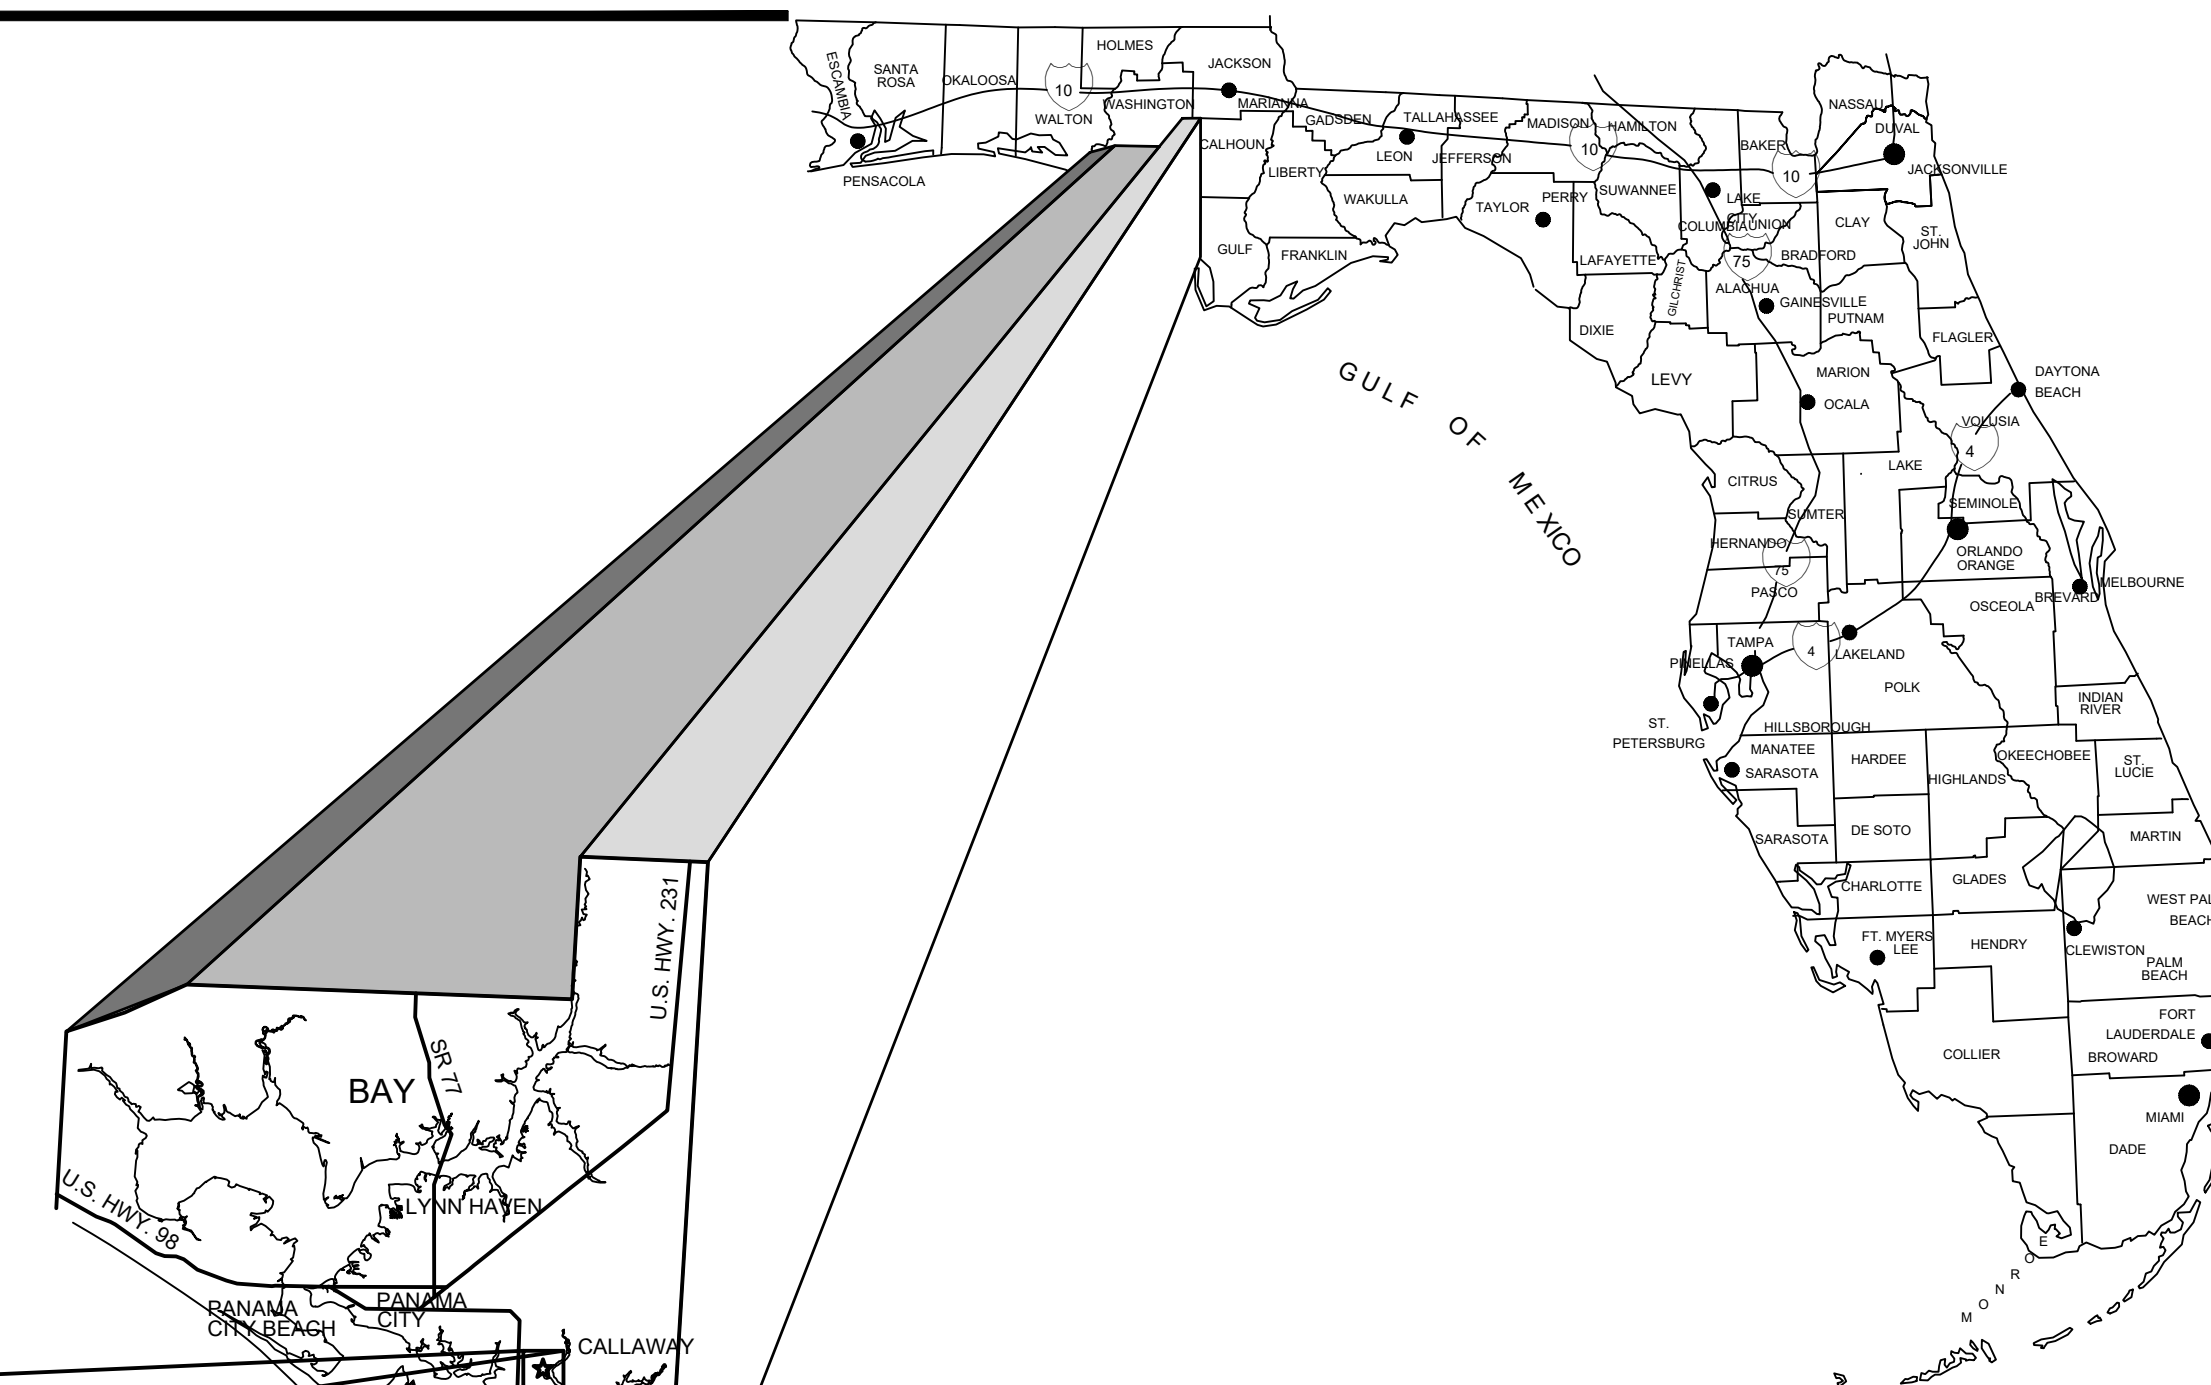 ESCAMBIA
SANTA
ROSA
OKALOOSA
10
WALTON
HOLMES
WASHINGTON
JACKSON
MARIANNA
PENSACOLA
CALHOUN
GADSDEN
LIBERTY
GULF
FRANKLIN
TALLAHASSEE
LEON
WAKULLA
JEFFERSON
MADISON
10
HAMILTON
TAYLOR
PERRY
SUWANNEE
LAFAYETTE
DIXIE
GILCHRIST
LAKE
CITY
COLUMBIA
UNION
BAKER
10
NASSAU
DUVAL
JACKSONVILLE
CLAY
ST.
JOHN
75
BRADFORD
ALACHUA
GAINESVILLE
PUTNAM
FLAGLER
LEVY
MARION
OCALA
DAYTONA
BEACH
VOLUSIA
4
GULF OF MEXICO
CITRUS
LAKE
SUMTER
SEMINOLE
HERNANDO
75
ORLANDO
ORANGE
PASCO
OSCEOLA
BREVARD
MELBOURNE
TAMPA
PINELLAS
4
LAKELAND
POLK
INDIAN
RIVER
ST.
PETERSBURG
HILLSBOROUGH
MANATEE
SARASOTA
HARDEE
HIGHLANDS
OKEECHOBEE
ST.
LUCIE
SARASOTA
DE SOTO
MARTIN
CHARLOTTE
GLADES
WEST PAL
BEACH
FT. MYERS
LEE
HENDRY
CLEWISTON
PALM
BEACH
FORT
LAUDERDALE
COLLIER
BROWARD
MIAMI
DADE
MONROE
U.S. HWY. 231
SR 77
BAY
LYNN HAVEN
U.S. HWY. 98
PANAMA
CITY BEACH
PANAMA
CITY
CALLAWAY